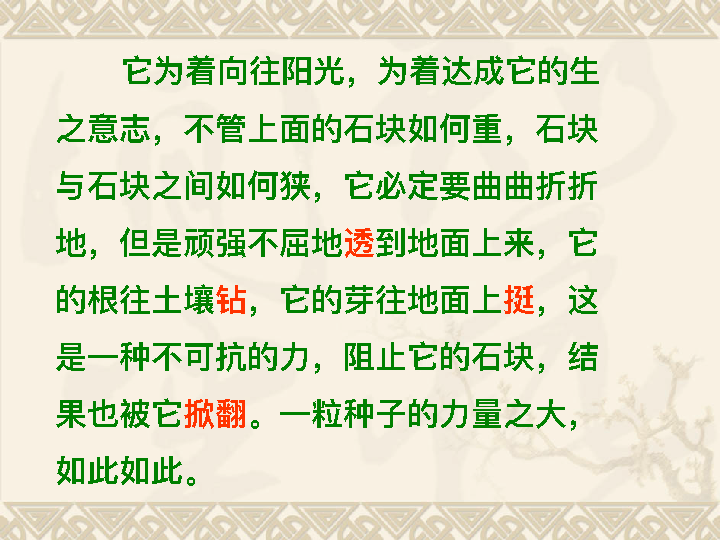 它为着向往阳光，为着达成它的生
之意志，不管上面的石块如何重，石块
与石块之间如何狭，它必定要曲曲折折
地，但是顽强不屈地透到地面上来，它
的根往土壤钻，它的芽往地面上挺，这
是一种不可抗的力，阻止它的石块，结
果也被它掀翻。一粒种子的力量之大，
如此如此。